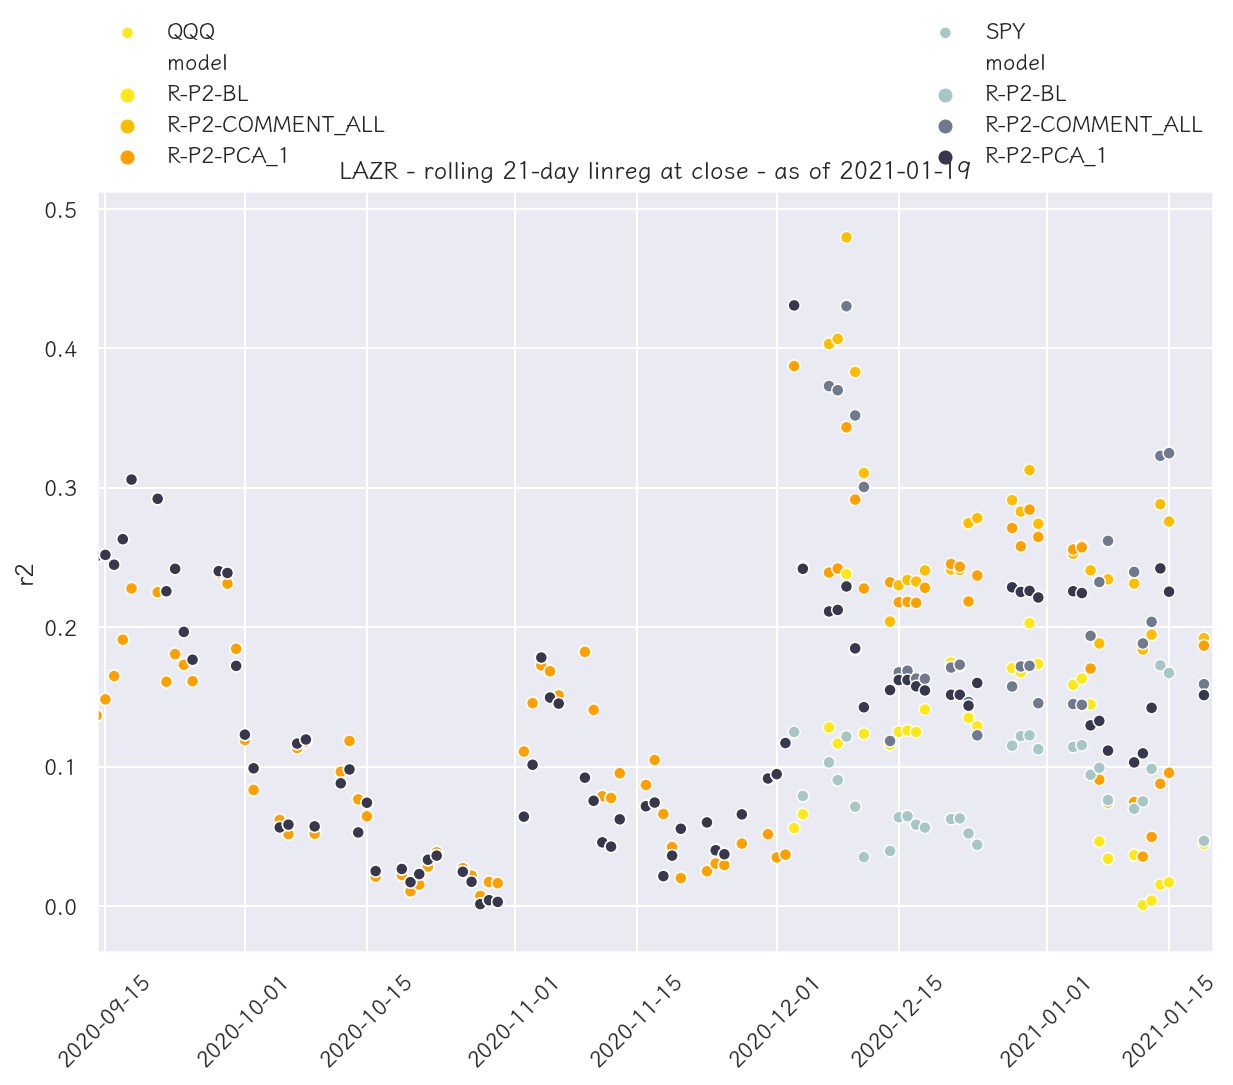 QQQ
model
R-P2-BL
R-P2-COMMENT_ALL
R-P2-PCA_1
SPY
model
R-P2-BL
R-P2-COMMENT_ALL
R-P2-PCA_1
LAZR - rolling 21-day linreg at close - as of 2021-01-19
r2
0.5
0.4
0.3
0.2
0.1
0.0
2020-09-15
2020-10-01
2020-10-15
2020-11-01
2020-11-15
2020-12-01
2020-12-15
2021-01-01
2021-01-15